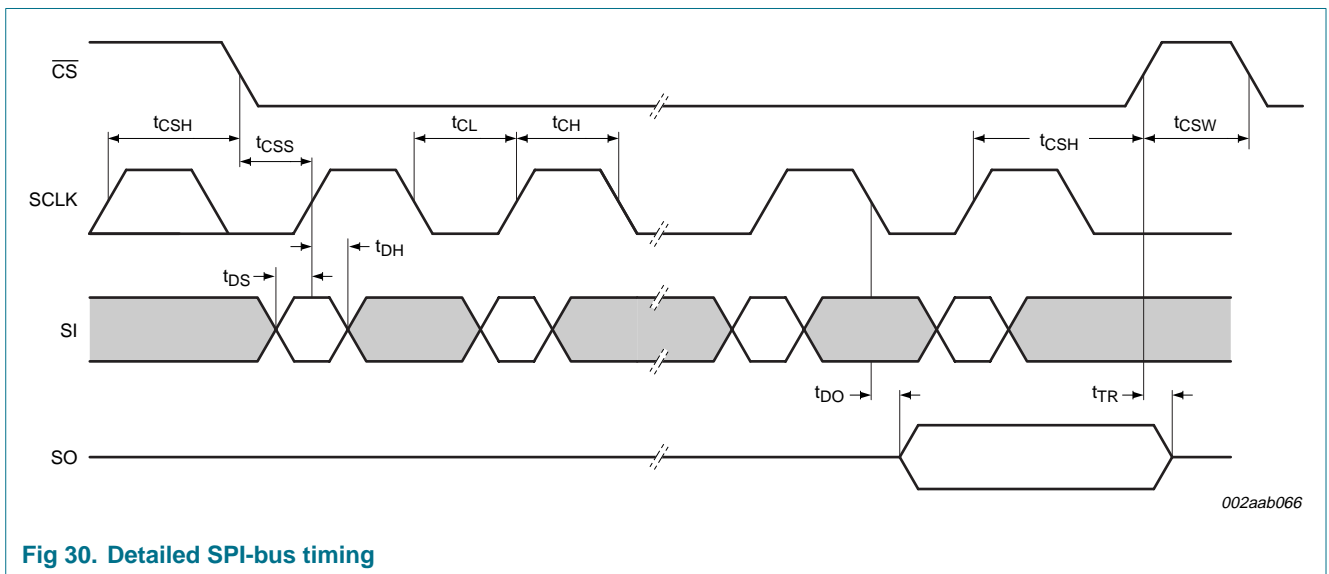 CS
tCSH
tCSS
tCL
tCH
tCSH
tCSW
SCLK
tDH
tDS
SI
tDO
tTR
SO
002aab066
Fig 30. Detailed SPI-bus timing